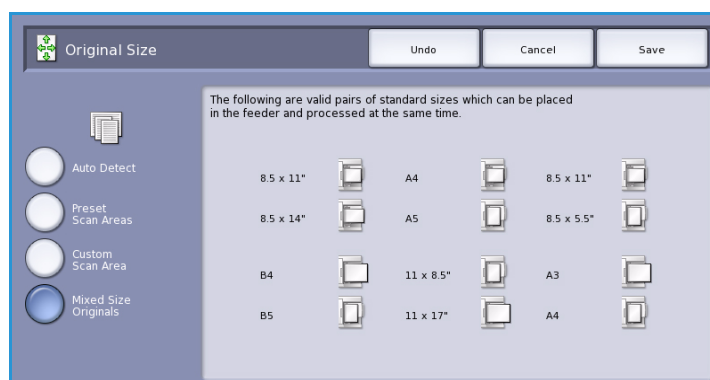 Original Size
Undo
Cancel
Save
The following are valid pairs of standard sizes which can be placed
in the feeder and processed at the same time.
Auto Detect
Preset
Scan Areas
Custom
Scan Area
Mixed Size
Originals
8.5 x 11"
A4
8.5 x 11"
8.5 x 14"
A5
8.5 x 5.5"
B4
11 x 8.5"
A3
B5
11 x 17"
A4